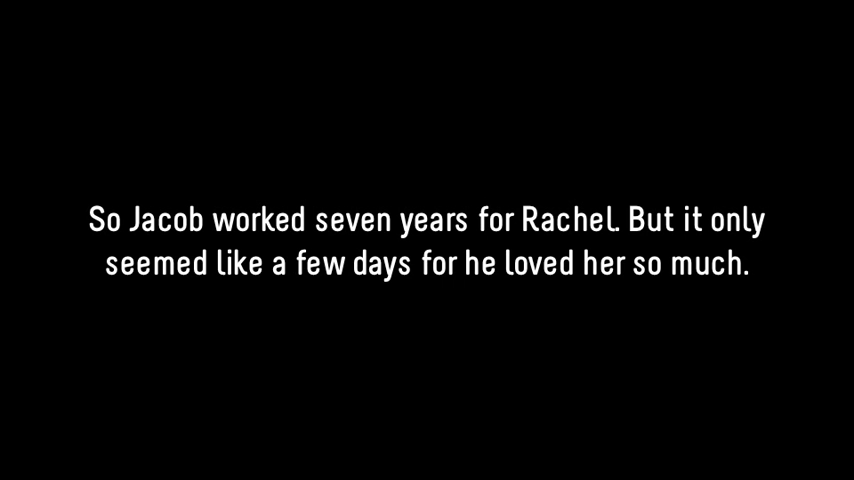 So Jacob worked seven years for Rachel. But it only
seemed like a few days for he loved her so much.